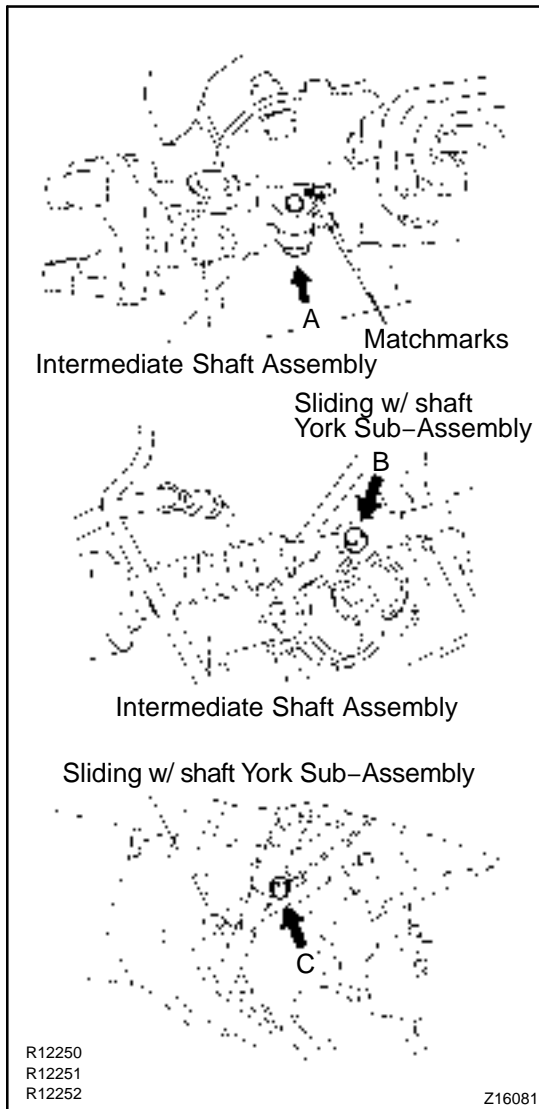 A
Matchmarks
Intermediate Shaft Assembly
Sliding w/ shaft
York Sub−Assembly
B
Intermediate Shaft Assembly
Sliding w/ shaft York Sub−Assembly
C
R12250
R12251
R12252
Z16081